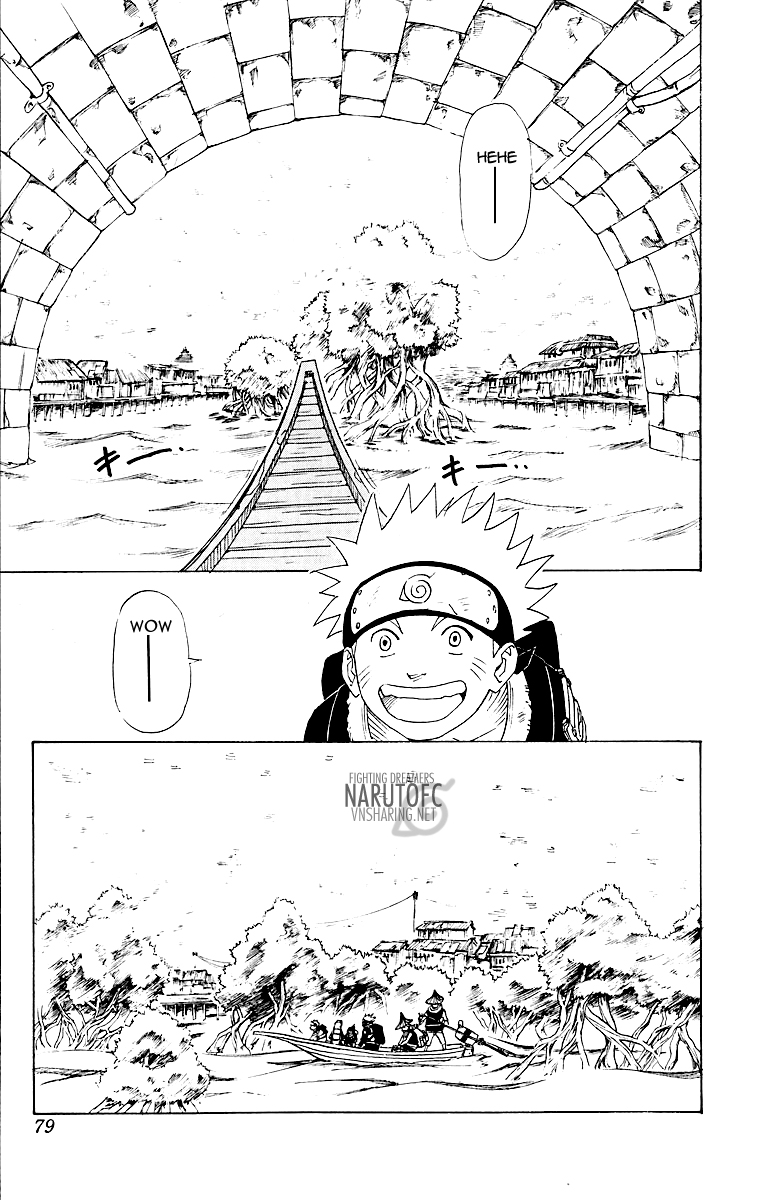 HEHE
キー・
キー・・
WOW
FIGHTING DREAMERS
NARUTOFC
VNSHARING.NET
79